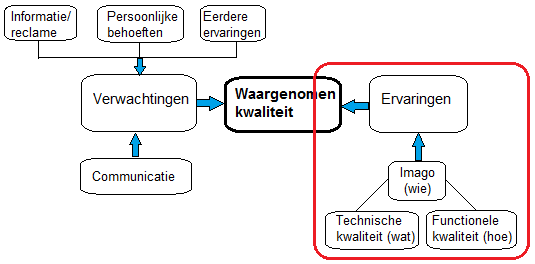 Informatie/
reclame
Persoonlijke
behoeften
Eerdere
ervaringen
Verwachtingen
Waargenomen
kwaliteit
Ervaringen
Communicatie
Imago
(wie)
Technische
kwaliteit (wat)
Functionele
kwaliteit (hoe)